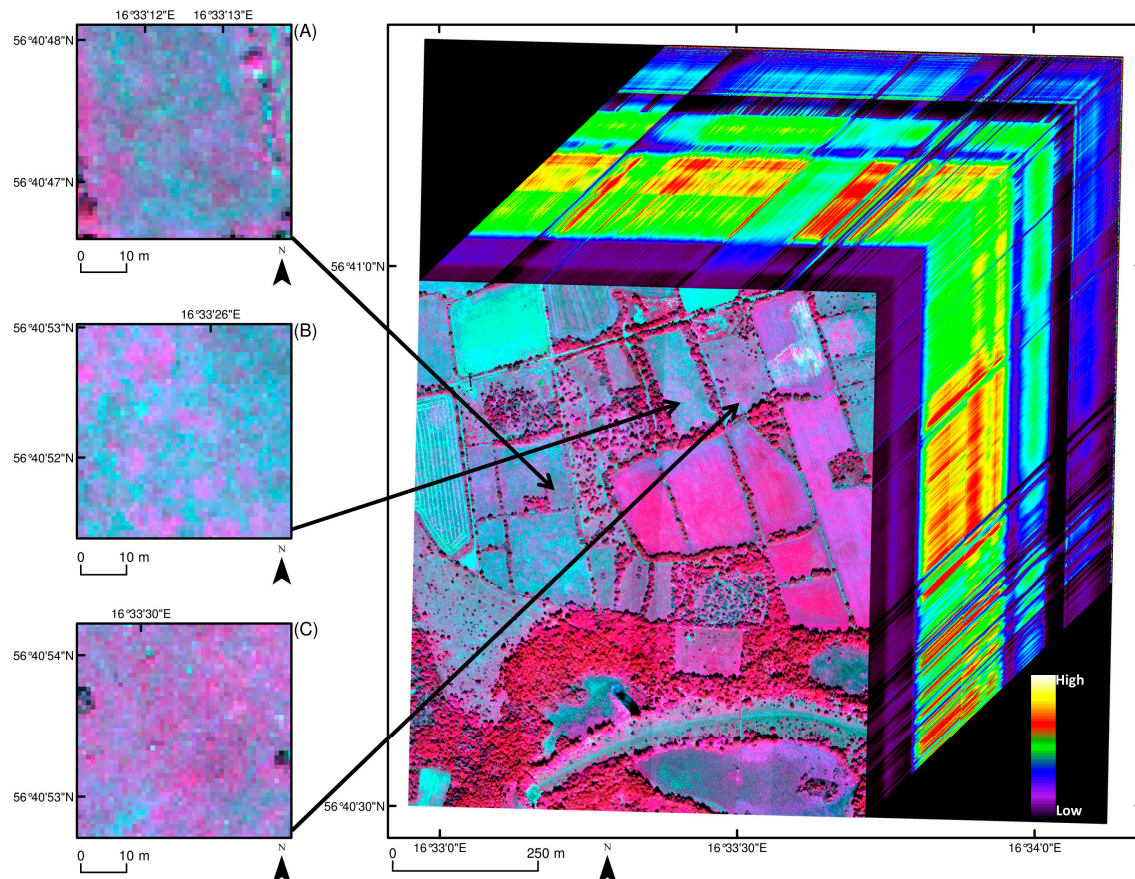 16°33'12"E 16°33'13"E
(A)
56°40'48"N
56°40'47"N
0 10 m
N
16°33'26"E
(B)
56°40'53"N
56°40'52"N
0 10 m
N
16°33'30"E
(C)
56°40'54"N
56°40'53"N
0 10 m
N
56°41'0"N
56°40'30"N
High
Low
16°33'0"E 16°33'30"E 16°34'0"E
0 250 m
N